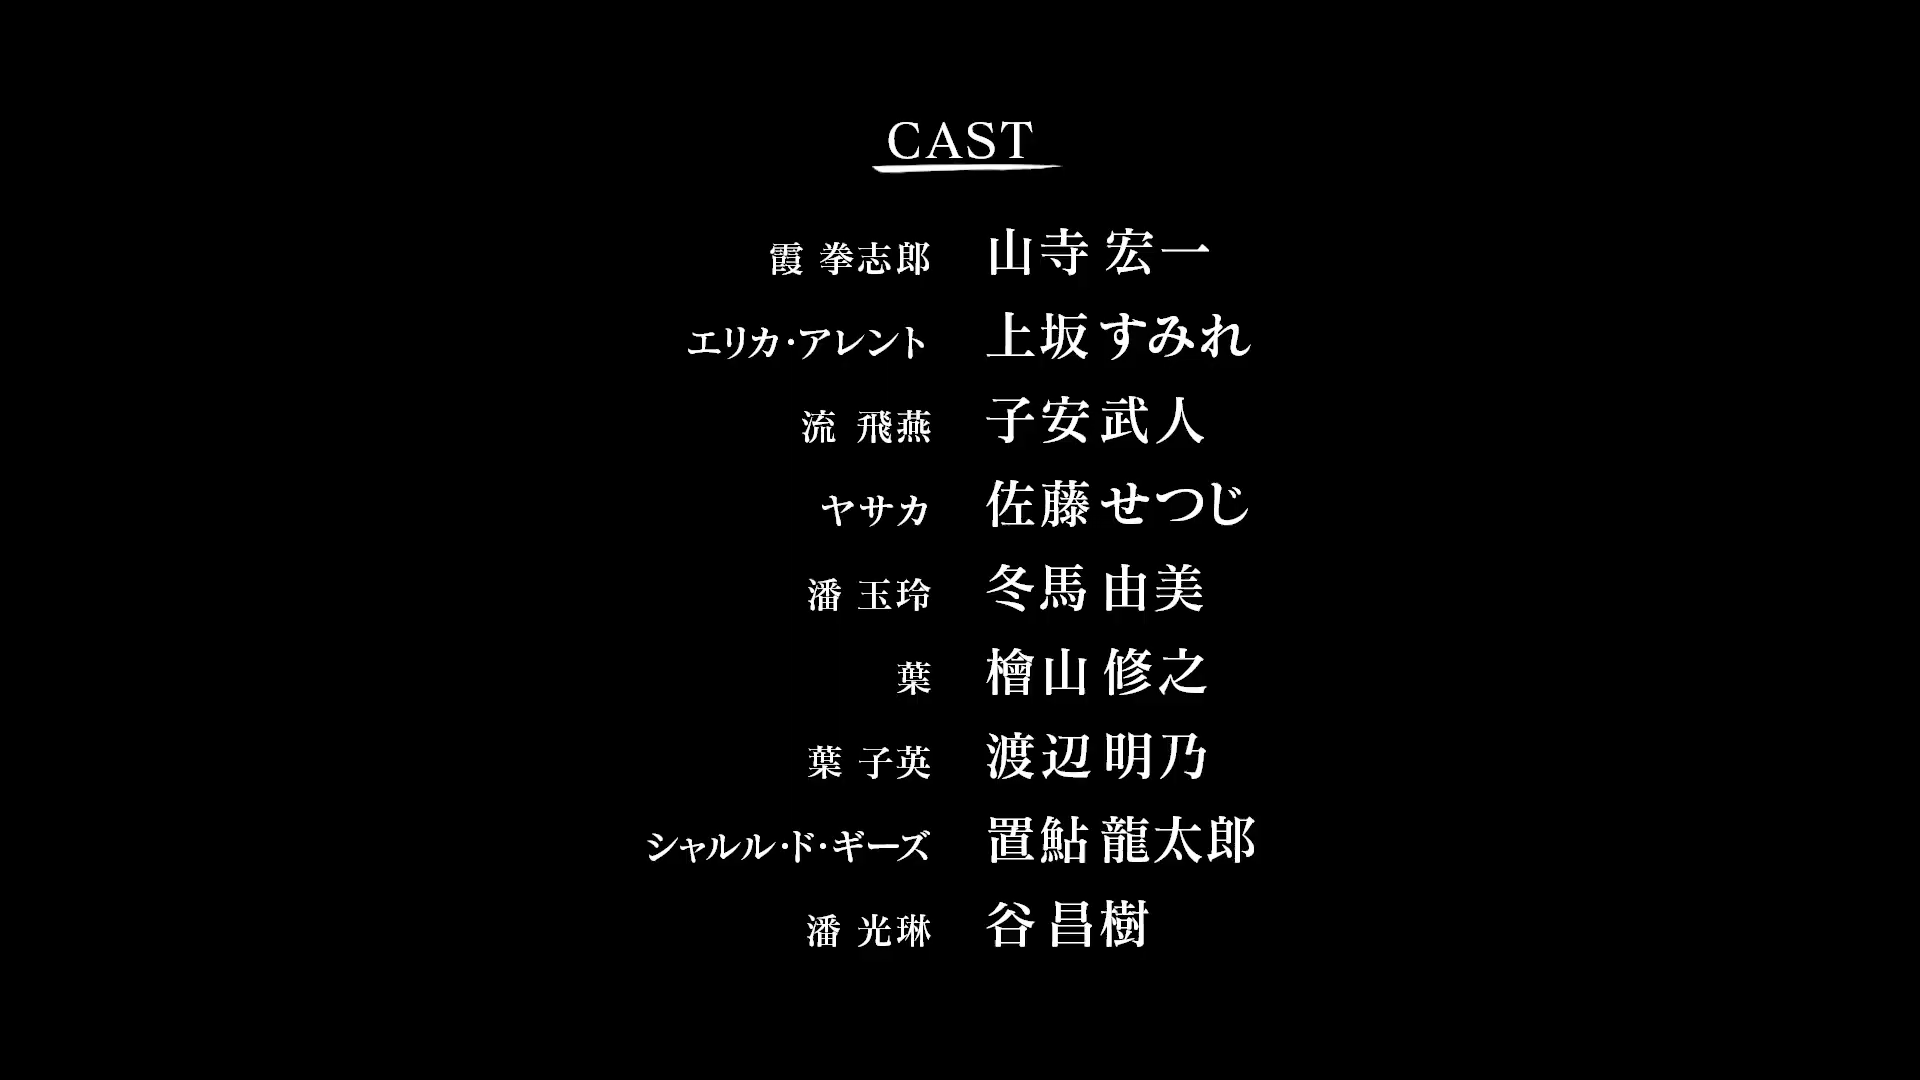 CAST
霞 拳志郎 山寺 宏一
エリカ・アレント 上坂 すみれ
流 飛燕 子安 武人
ヤサカ 佐藤 せつじ
潘 玉玲 冬馬 由美
葉 檜山 修之
葉 子英 渡辺 明乃
シャルル・ド・ギーズ 置鮎 龍太郎
潘 光琳 谷 昌樹